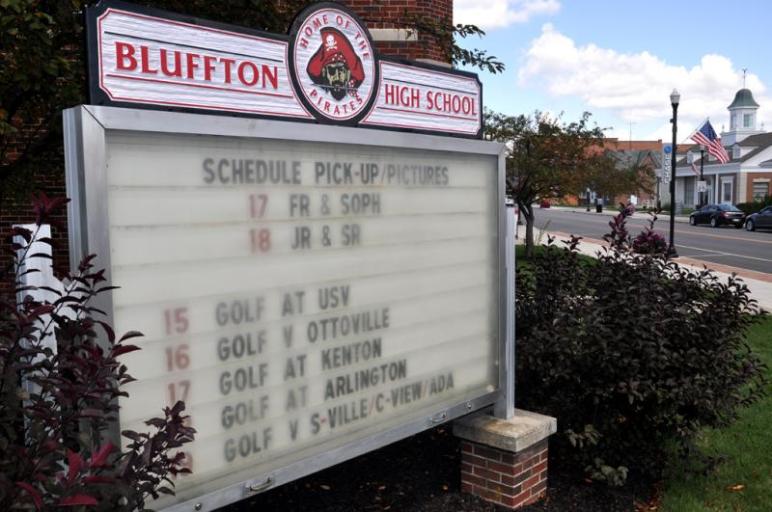 HOME OF THE
PIRATES
BLUFFTON HIGH SCHOOL
SCHEDULE PICK-UP/PICTURES
17 FR & SOPH
18 JR & SR
15 GOLF AT USV
16 GOLF V OTTOVILLE
17 GOLF AT KENTON
GOLF AT ARLINGTON
GOLF V S-VILLE/C-VIEW/ADA
CHASE